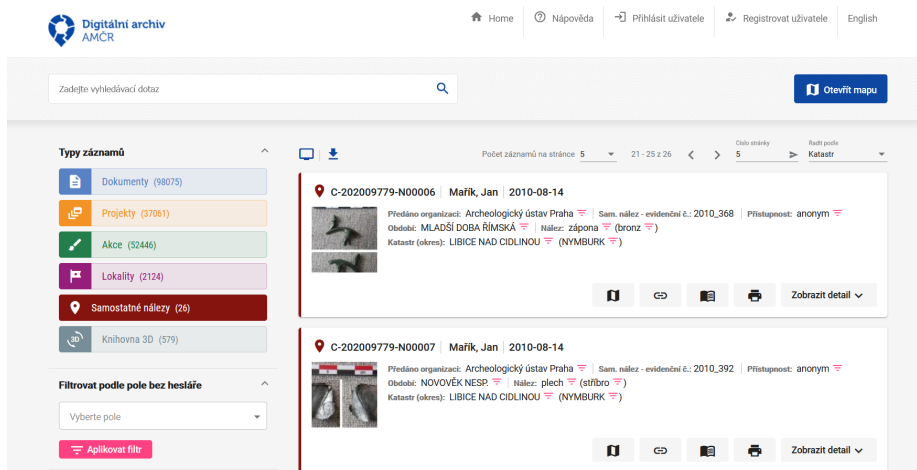 Digitální archiv
AMČR
Home
Nápověda
Přihlásit uživatele
Registrovat uživatele
English
Zadejte vyhledávací dotaz
Otevřít mapu
Typy záznamů
Dokumenty (98075)
Projekty (37061)
Akce (52446)
Lokality (2124)
Samostatné nálezy (26)
3D
Knihovna 3D (579)
Filtrovat podle pole bez hesláře
Vyberte pole
Aplikovat filtr
Počet záznamů na stránce 5
21 - 25 z 26
Číslo stránky
5
Řadit podle
Katastr
C-202009779-N00006 Mařík, Jan 2010-08-14
Předáno organizaci: Archeologický ústav Praha Sam. nález - evidenční č.: 2010_368 Přístupnost: anonym
Období: MLADŠÍ DOBA ŘÍMSKÁ Nález: zápona (bronz)
Katastr (okres): LIBICE NAD CIDLINOU (NYMBURK)
Zobrazit detail
C-202009779-N00007 Mařík, Jan 2010-08-14
Předáno organizaci: Archeologický ústav Praha Sam. nález - evidenční č.: 2010_392 Přístupnost: anonym
Období: NOVOVĚK NESP. Nález: plech (stříbro)
Katastr (okres): LIBICE NAD CIDLINOU (NYMBURK)
Zobrazit detail